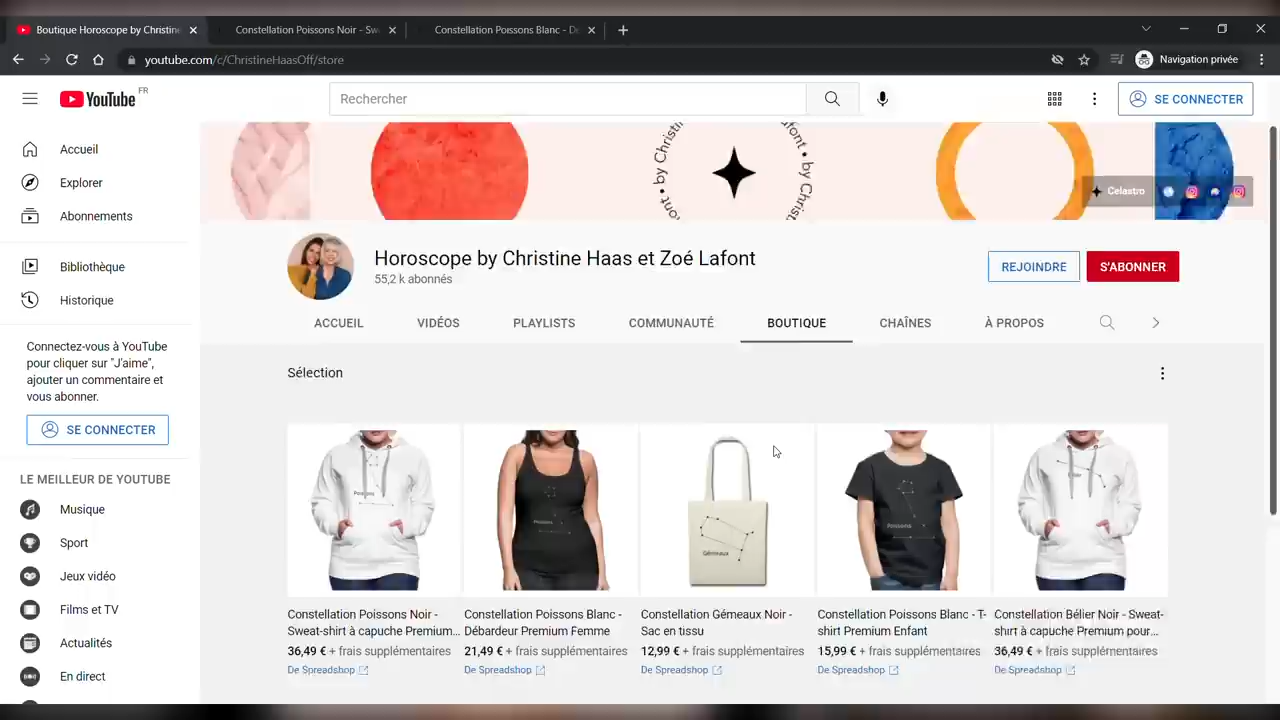 Boutique Horoscope by Christine
Constellation Poissons Noir - Sw
Constellation Poissons Blanc - D
youtube.com/c/ChristineHaasOff/store
Navigation privée
YouTube FR
Rechercher
SE CONNECTER
Accueil
Explorer
Abonnements
Bibliothèque
Historique
Connectez-vous à YouTube
pour cliquer sur "J'aime",
ajouter un commentaire et
vous abonner.
SE CONNECTER
LE MEILLEUR DE YOUTUBE
Musique
Sport
Jeux vidéo
Films et TV
Actualités
En direct
font • by Christi
Celastro
Horoscope by Christine Haas et Zoé Lafont
55,2 k abonnés
REJOINDRE
S'ABONNER
ACCUEIL
VIDÉOS
PLAYLISTS
COMMUNAUTÉ
BOUTIQUE
CHAÎNES
À PROPOS
Sélection
Poissons
Poissons
Gémeaux
Poissons
Constellation Poissons Noir -
Sweat-shirt à capuche Premium...
36,49 € + frais supplémentaires
De Spreadshop
Constellation Poissons Blanc -
Débardeur Premium Femme
21,49 € + frais supplémentaires
De Spreadshop
Constellation Gémeaux Noir -
Sac en tissu
12,99 € + frais supplémentaires
De Spreadshop
Constellation Poissons Blanc - T-
shirt Premium Enfant
15,99 € + frais supplémentaires
De Spreadshop
Constellation Bélier Noir - Sweat-
shirt à capuche Premium pour...
36,49 € + frais supplémentaires
De Spreadshop